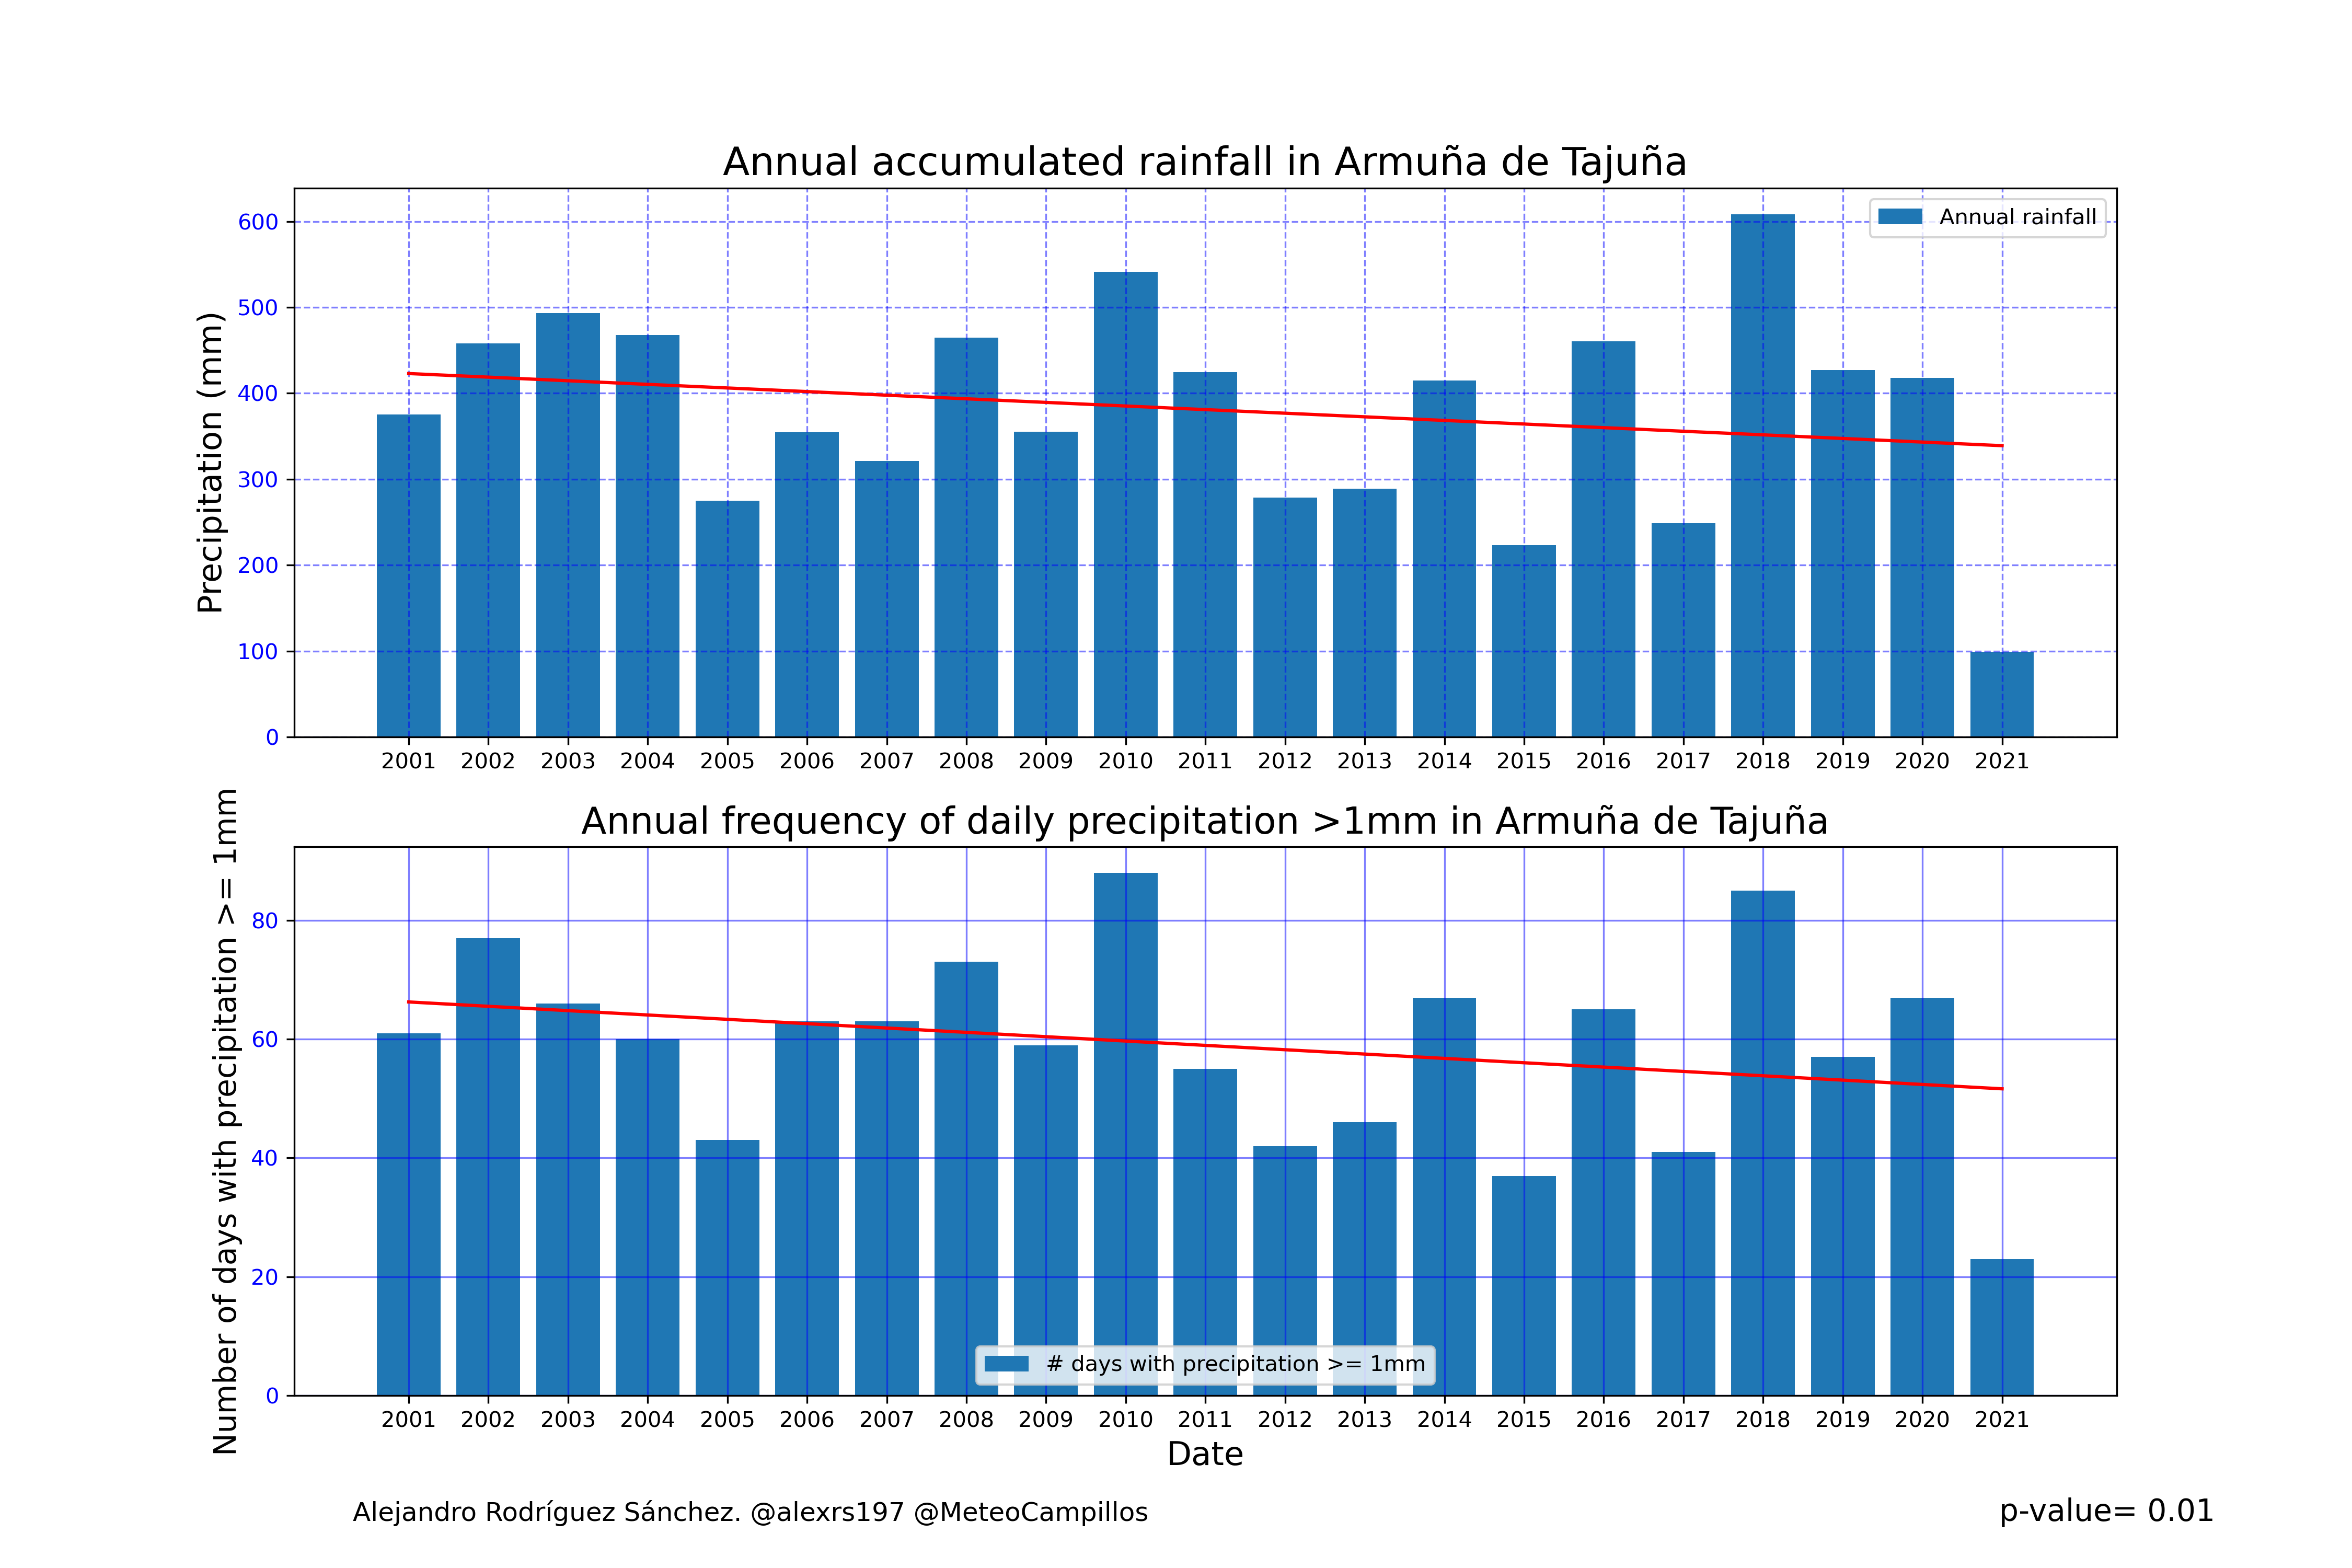 Annual accumulated rainfall in Armuña de Tajuña
Annual rainfall
Precipitation (mm)
600
500
400
300
200
100
0
2001 2002 2003 2004 2005 2006 2007 2008 2009 2010 2011 2012 2013 2014 2015 2016 2017 2018 2019 2020 2021
Annual frequency of daily precipitation >1mm in Armuña de Tajuña
Number of days with precipitation >= 1mm
80
60
40
20
0
# days with precipitation >= 1mm
2001 2002 2003 2004 2005 2006 2007 2008 2009 2010 2011 2012 2013 2014 2015 2016 2017 2018 2019 2020 2021
Date
Alejandro Rodríguez Sánchez. @alexrs197 @MeteoCampillos
p-value= 0.01